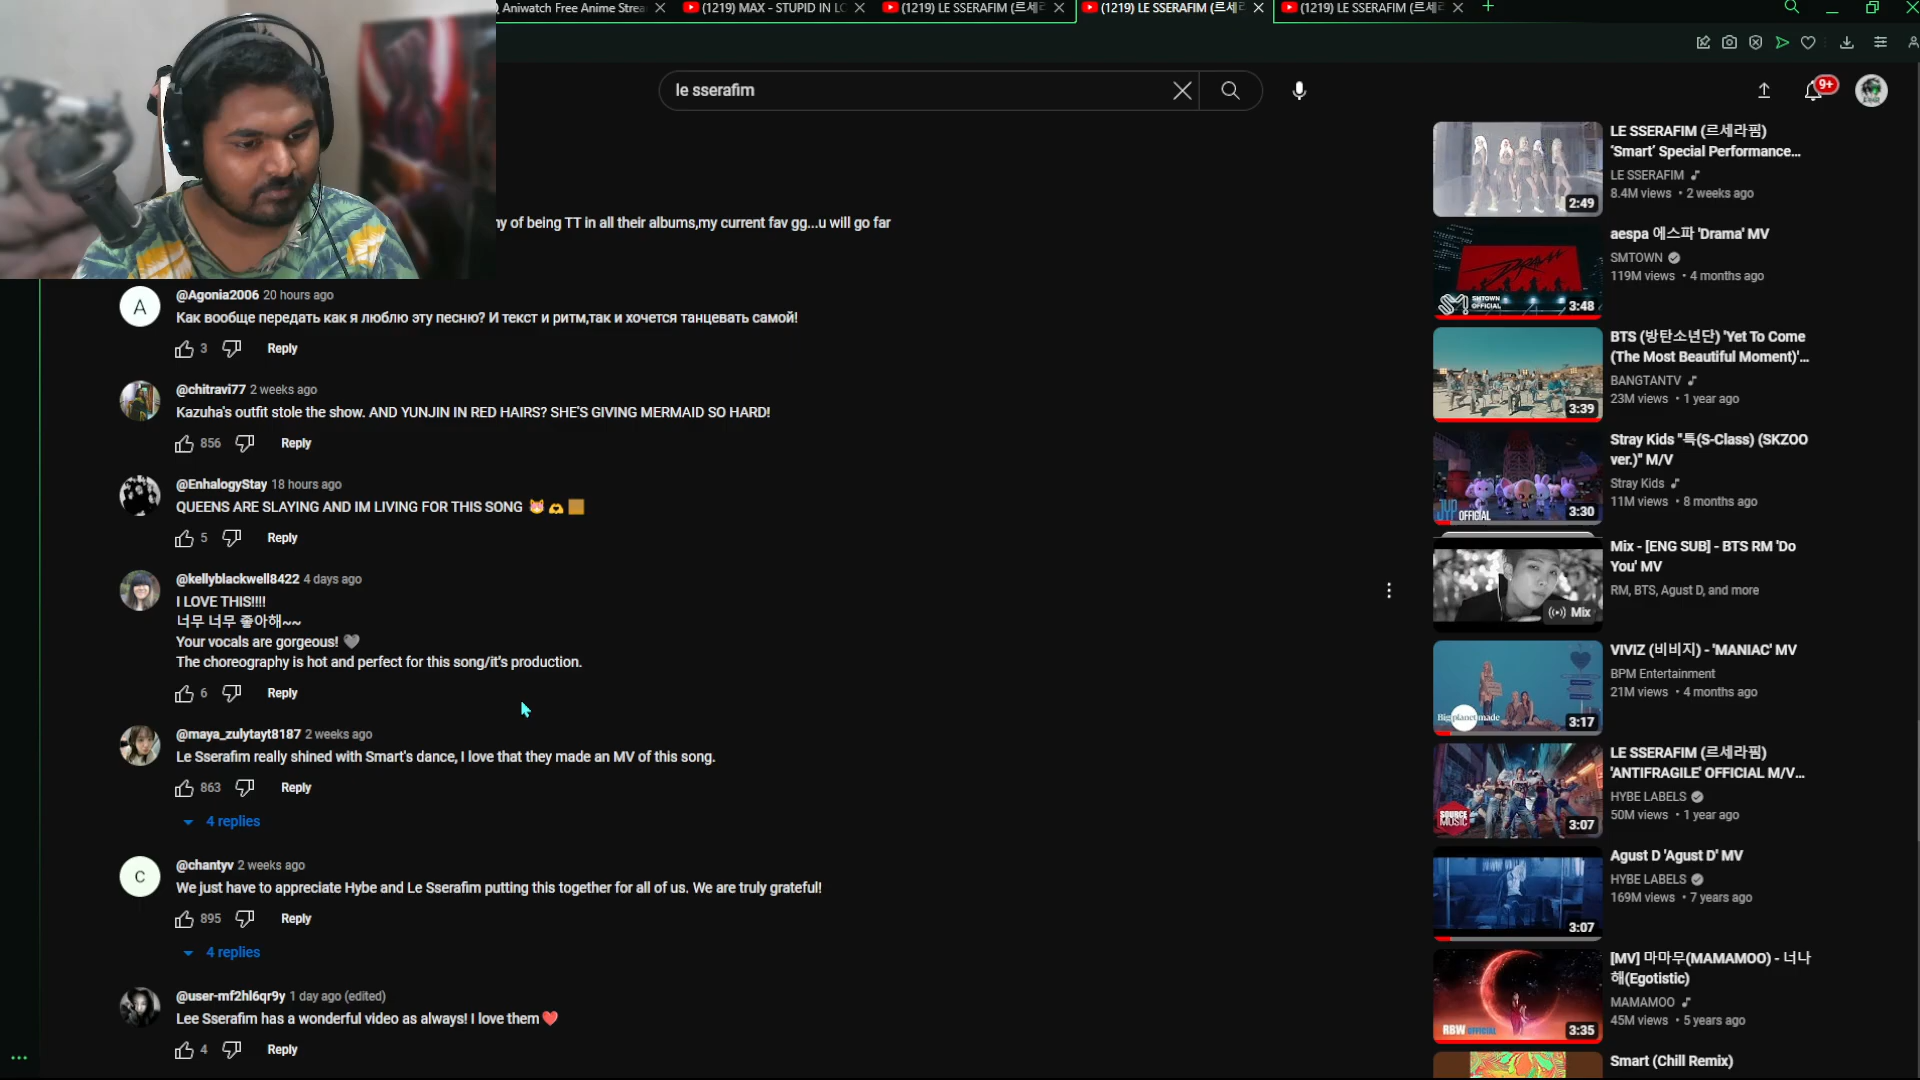 Aniwatch Free Anime Strea
(1219) MAX - STUPID IN LO
(1219) LE SSERAFIM (르세
(1219) LE SSERAFIM (르세라
(1219) LE SSERAFIM (르세라
le sserafim
9+
y of being TT in all their albums,my current fav gg...u will go far
A
@Agonia2006 20 hours ago
Как вообще передать как я люблю эту песню? И текст и ритм,так и хочется танцевать самой!
3 Reply
@chitravi77 2 weeks ago
Kazuha's outfit stole the show. AND YUNJIN IN RED HAIRS? SHE'S GIVING MERMAID SO HARD!
856 Reply
@EnhalogyStay 18 hours ago
QUEENS ARE SLAYING AND IM LIVING FOR THIS SONG
5 Reply
@kellyblackwell8422 4 days ago
I LOVE THIS!!!!
너무 너무 좋아해~~
Your vocals are gorgeous! 🖤
The choreography is hot and perfect for this song/it's production.
6 Reply
@maya_zulytayt8187 2 weeks ago
Le Sserafim really shined with Smart's dance, I love that they made an MV of this song.
863 Reply
4 replies
C
@chantyv 2 weeks ago
We just have to appreciate Hybe and Le Sserafim putting this together for all of us. We are truly grateful!
895 Reply
4 replies
@user-mf2hl6qr9y 1 day ago (edited)
Lee Sserafim has a wonderful video as always! I love them❤️
4 Reply
2:49
LE SSERAFIM (르세라핌)
‘Smart’ Special Performance...
LE SSERAFIM
8.4M views • 2 weeks ago
SMTOWN
OFFICIAL
3:48
aespa 에스파 'Drama' MV
SMTOWN
119M views • 4 months ago
3:39
BTS (방탄소년단) 'Yet To Come
(The Most Beautiful Moment)'...
BANGTANTV
23M views • 1 year ago
JYP OFFICIAL
3:30
Stray Kids "특(S-Class) (SKZOO
ver.)" M/V
Stray Kids
11M views • 8 months ago
Mix
Mix - [ENG SUB] - BTS RM 'Do
You' MV
RM, BTS, Agust D, and more
Bigplanetmade
3:17
VIVIZ (비비지) - 'MANIAC' MV
BPM Entertainment
21M views • 4 months ago
SOURCE
MUSIC
3:07
LE SSERAFIM (르세라핌)
'ANTIFRAGILE' OFFICIAL M/V...
HYBE LABELS
50M views • 1 year ago
3:07
Agust D 'Agust D' MV
HYBE LABELS
169M views • 7 years ago
RBW OFFICIAL
3:35
[MV] 마마무(MAMAMOO) - 너나
해(Egotistic)
MAMAMOO
45M views • 5 years ago
Smart (Chill Remix)